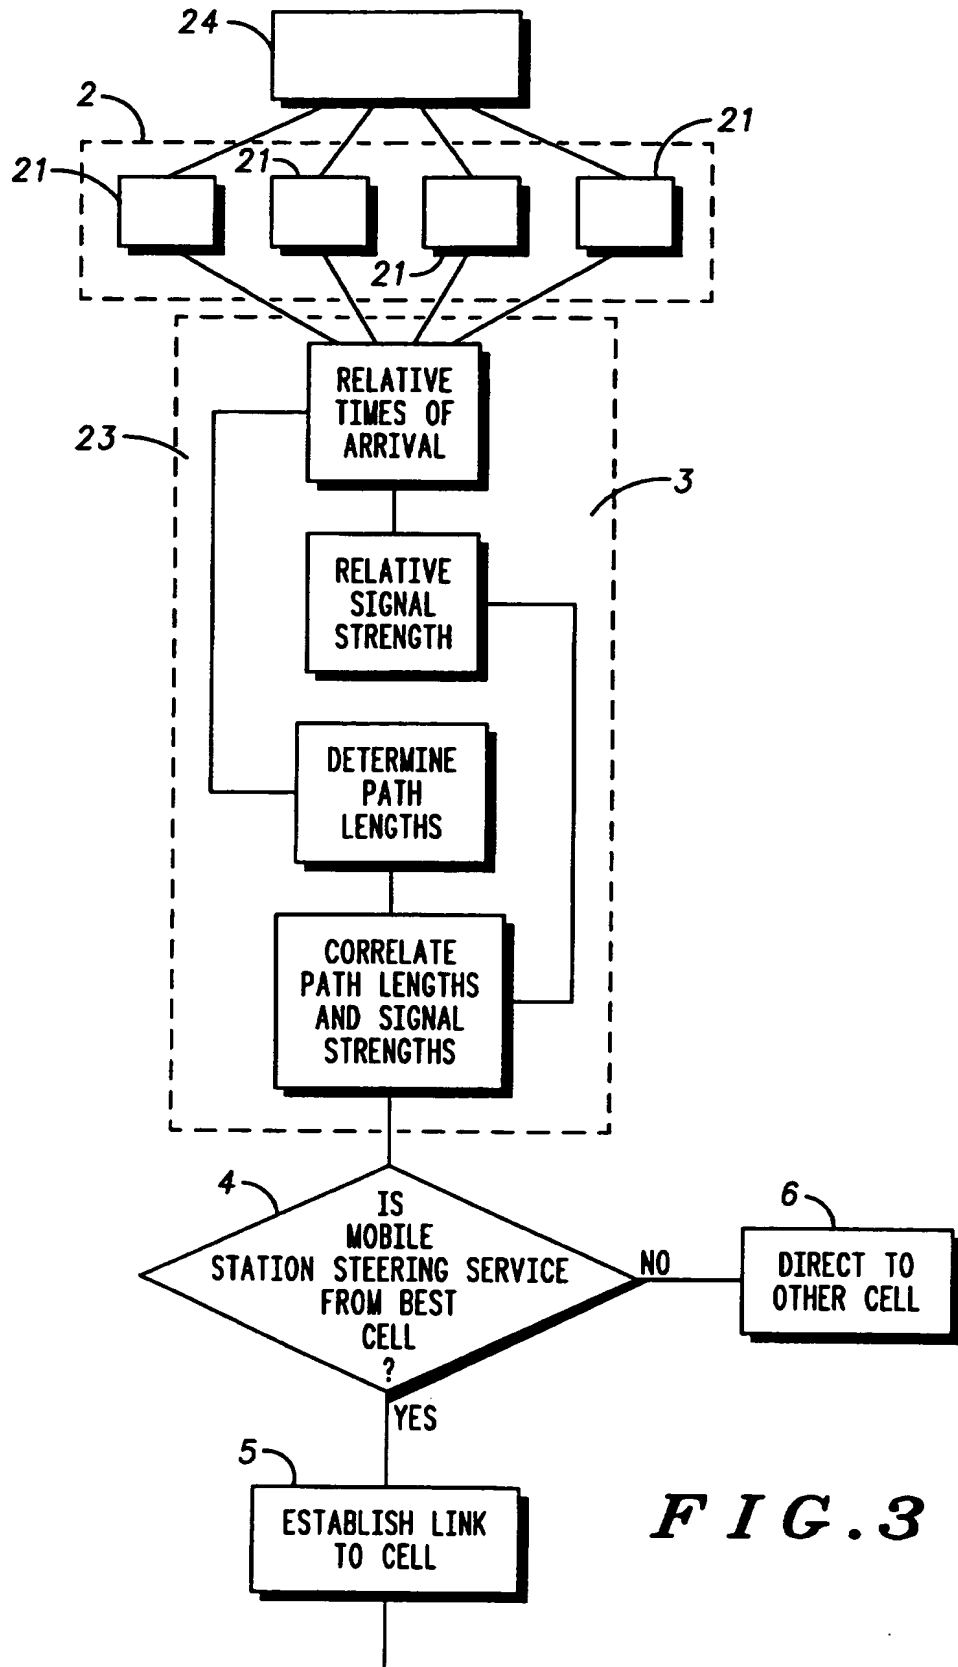 24
2
21
21
21
21
RELATIVE
TIMES OF
ARRIVAL
23
3
RELATIVE
SIGNAL
STRENGTH
DETERMINE
PATH
LENGTHS
CORRELATE
PATH LENGTHS
AND SIGNAL
STRENGTHS
4
IS
MOBILE
STATION STEERING SERVICE
FROM BEST
CELL
?
NO
6
DIRECT TO
OTHER CELL
YES
5
ESTABLISH LINK
TO CELL
FIG.3